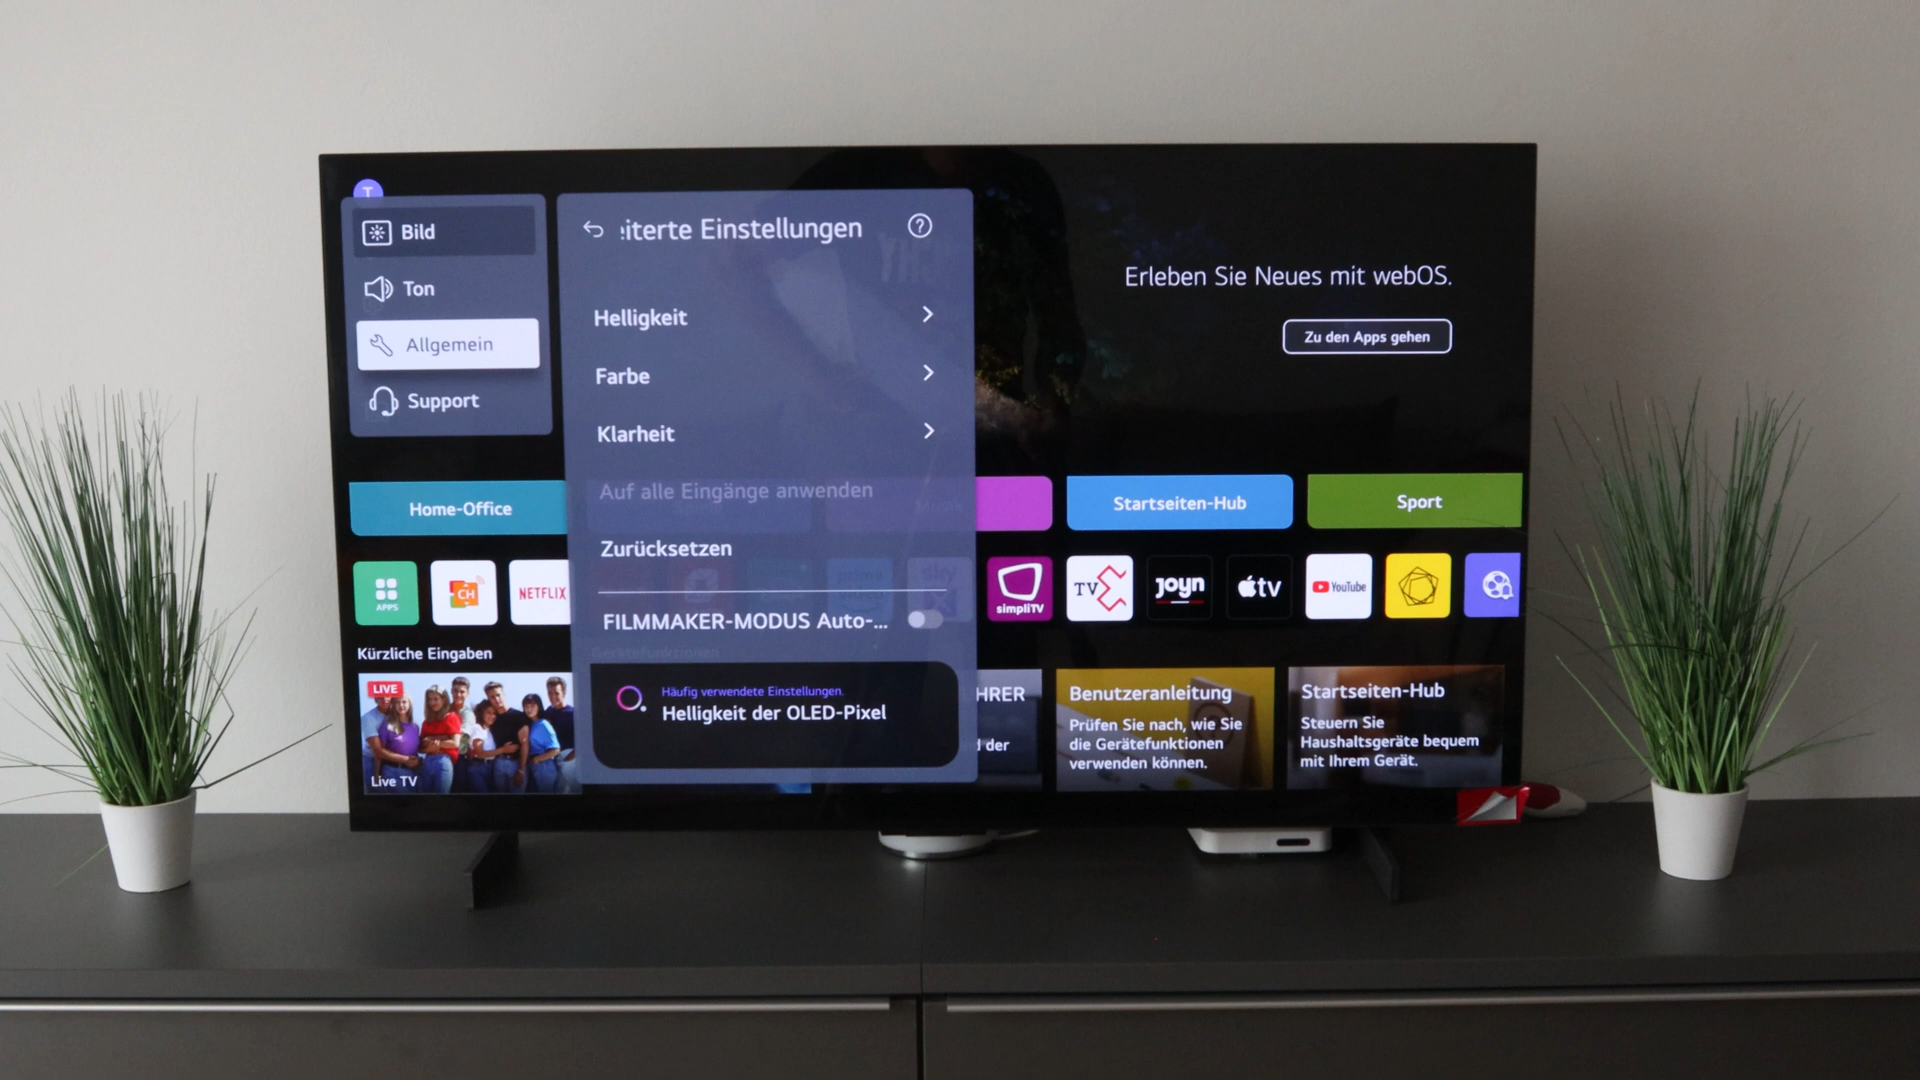 T
Bild
Ton
Allgemein
Support
iterte Einstellungen
?
Helligkeit
Farbe
Klarheit
Auf alle Eingänge anwenden
Zurücksetzen
FILMMAKER-MODUS Auto-...
Häufig verwendete Einstellungen.
Helligkeit der OLED-Pixel
Erleben Sie Neues mit webOS.
Zu den Apps gehen
Home-Office
Startseiten-Hub
Sport
APPS
CH
NETFLIX
simpliTV
TV
joyn
tv
YouTube
Kürzliche Eingaben
Gerätefunktionen
LIVE
Live TV
HRER
der
Benutzeranleitung
Prüfen Sie nach, wie Sie
die Gerätefunktionen
verwenden können.
Startseiten-Hub
Steuern Sie
Haushaltsgeräte bequem
mit Ihrem Gerät.